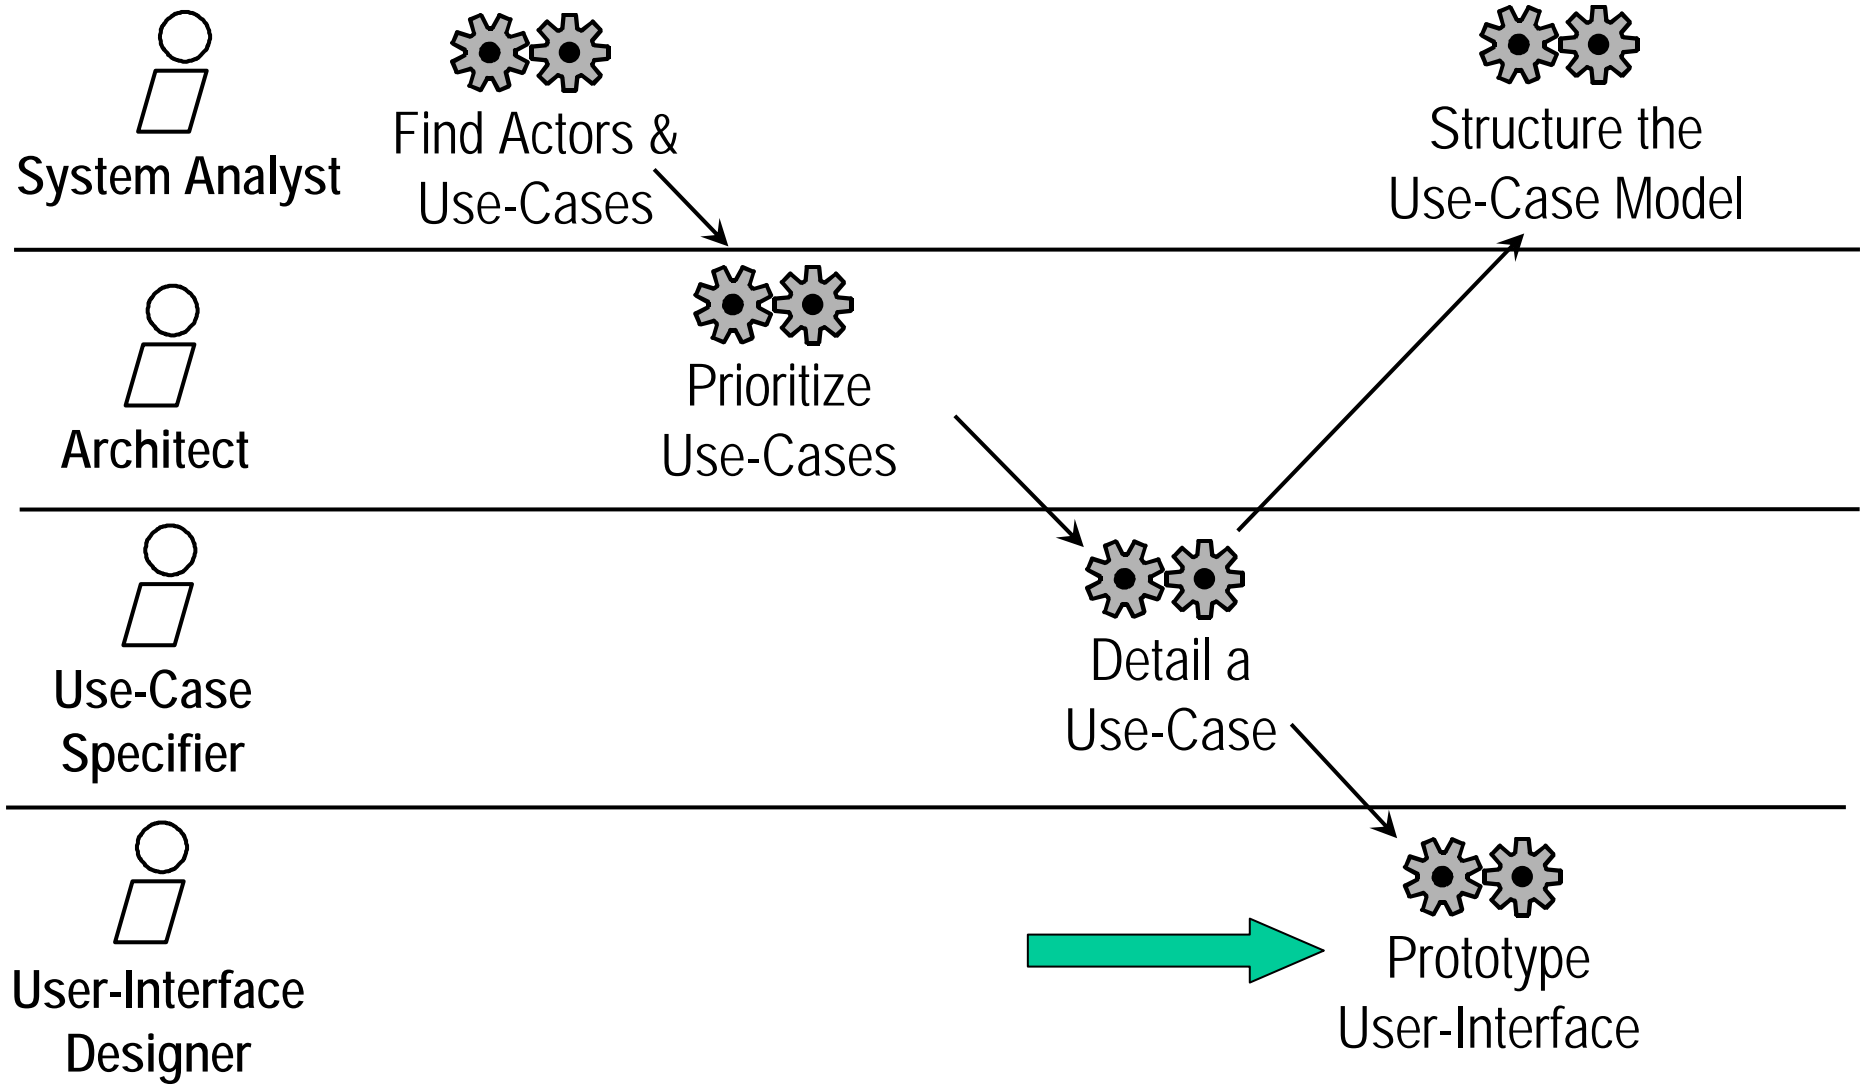 System Analyst
Find Actors &
Use-Cases
Structure the
Use-Case Model
Architect
Prioritize
Use-Cases
Use-Case
Specifier
Detail a
Use-Case
User-Interface
Designer
Prototype
User-Interface